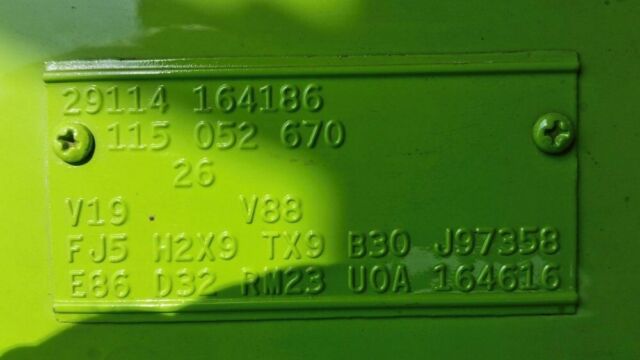 29114 164186
115 052 670
26
V19 V88
FJ5 H2X9 TX9 B30 J97358
E86 D32 RM23 U0A 164616